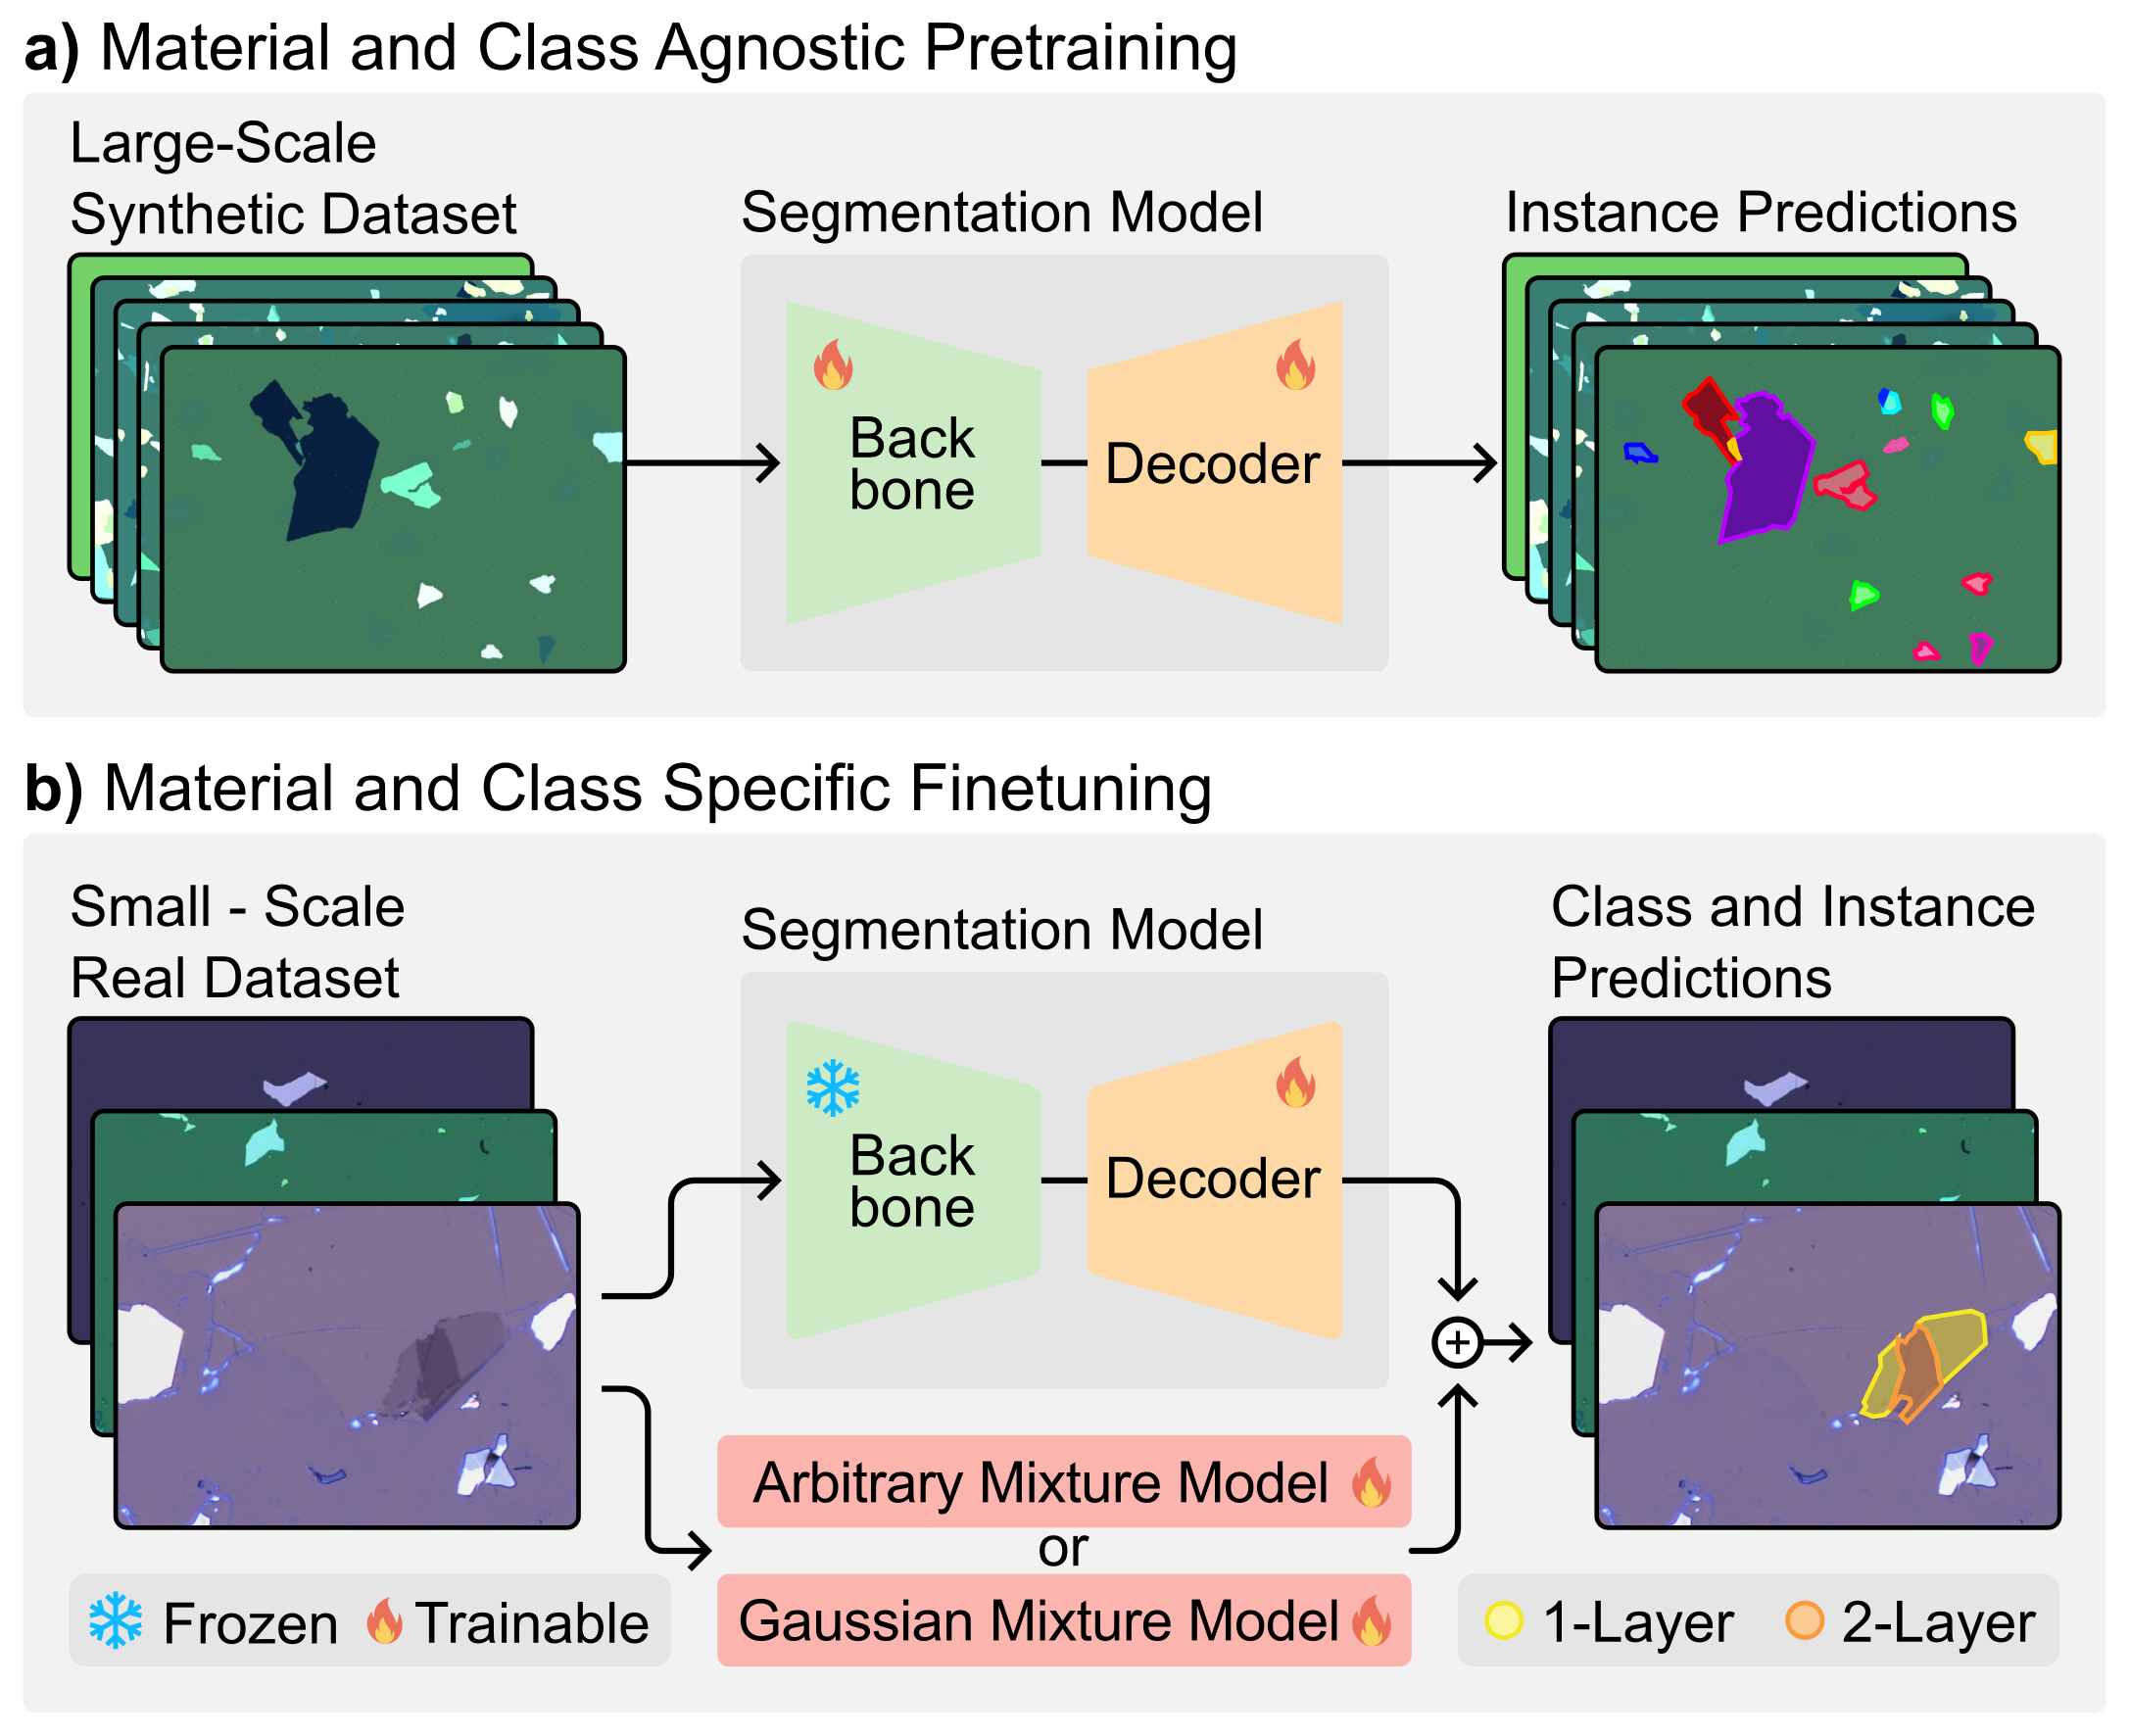 a) Material and Class Agnostic Pretraining
Large-Scale
Synthetic Dataset
Segmentation Model
Instance Predictions
Back
bone
Decoder
b) Material and Class Specific Finetuning
Small - Scale
Real Dataset
Segmentation Model
Class and Instance
Predictions
Back
bone
Decoder
+
Arbitrary Mixture Model
or
Gaussian Mixture Model
Frozen
Trainable
1-Layer
2-Layer